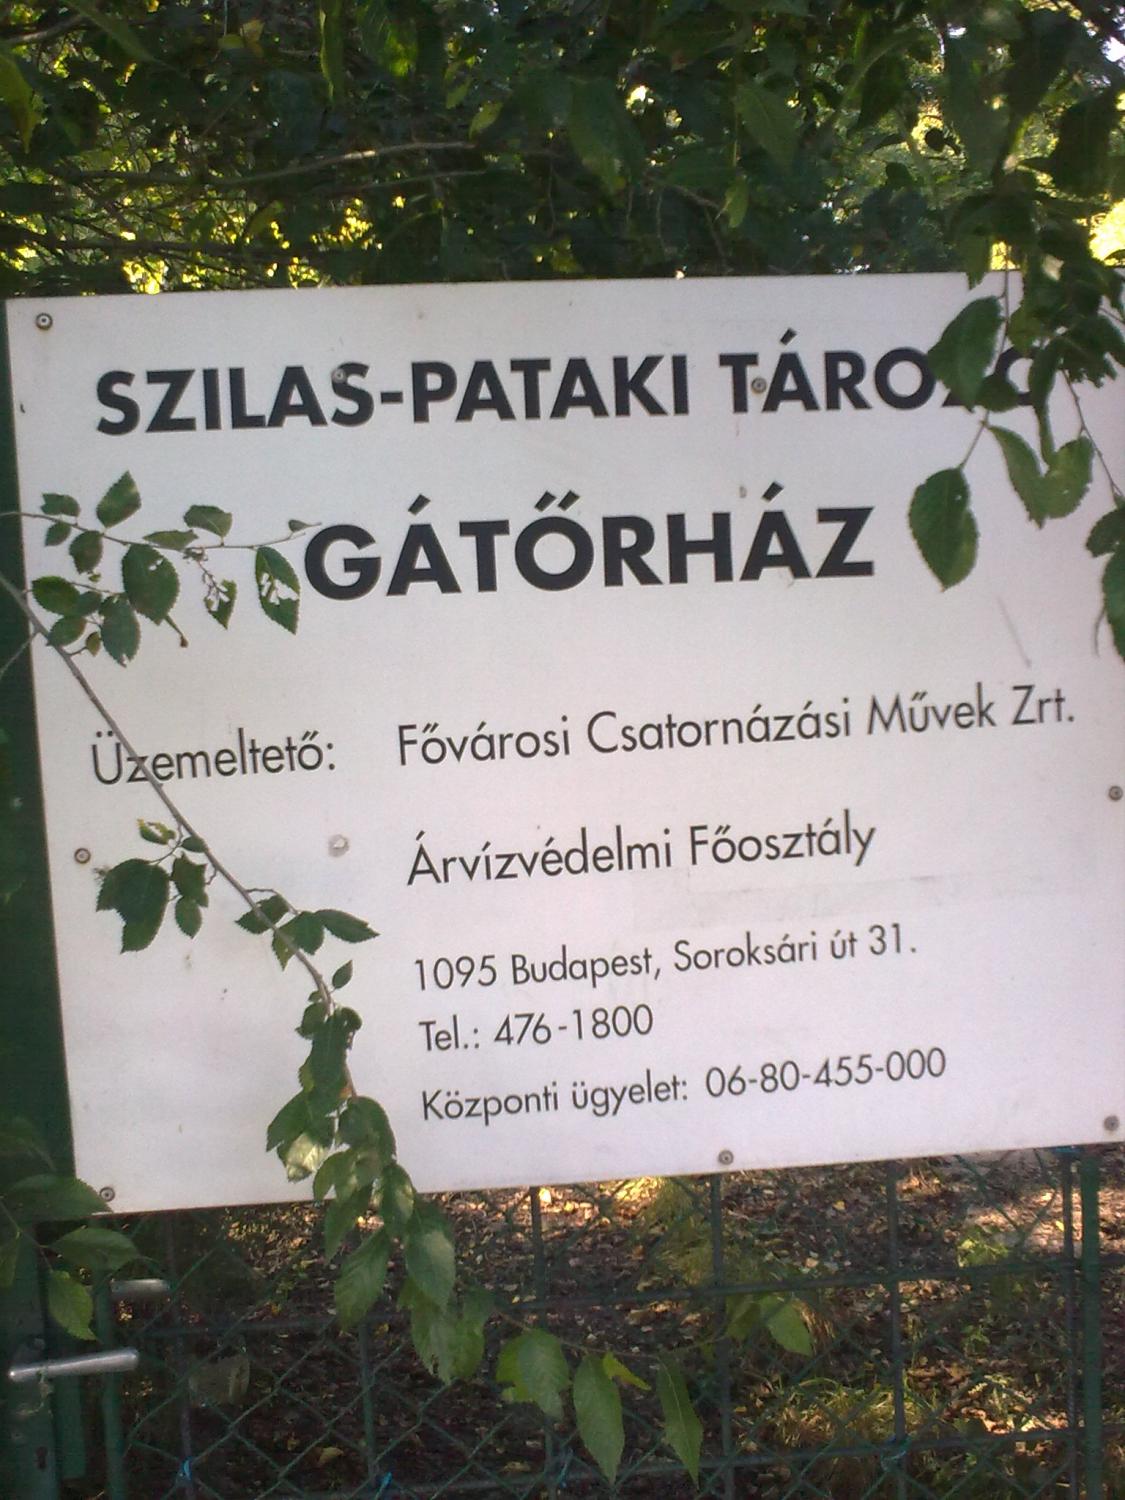 SZILAS-PATAKI
GÁTŐRHÁZ
Üzemeltető: Fővárosi Csatornázási Művek Zrt.
Árvízvédelmi Főosztály
1095 Budapest, Soroksári út 31.
Tel.: 476-1800
Központi ügyelet: 06-80-455-000